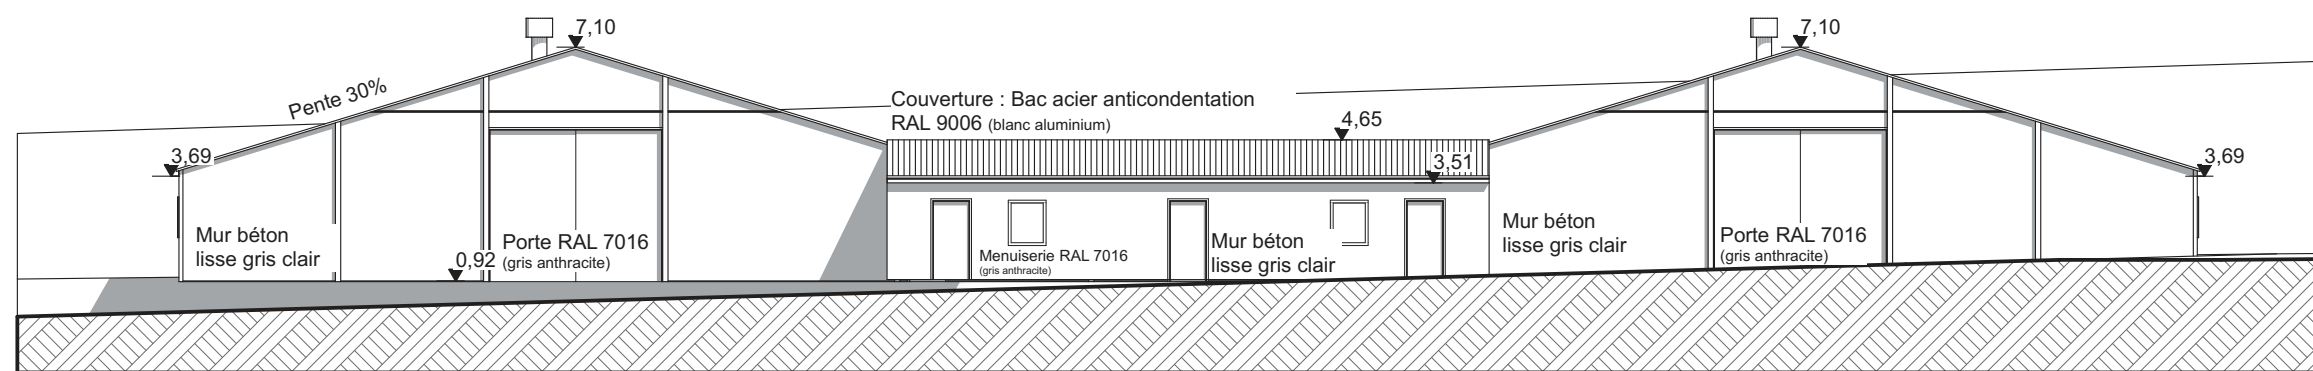 7,10
7,10
Pente 30%
Couverture : Bac acier anticondentation
RAL 9006 (blanc aluminium)
4,65
3,69
3,51
3,69
Mur béton
lisse gris clair
0,92
Porte RAL 7016
(gris anthracite)
Menuiserie RAL 7016
(gris anthracite)
Mur béton
lisse gris clair
Mur béton
lisse gris clair
Porte RAL 7016
(gris anthracite)